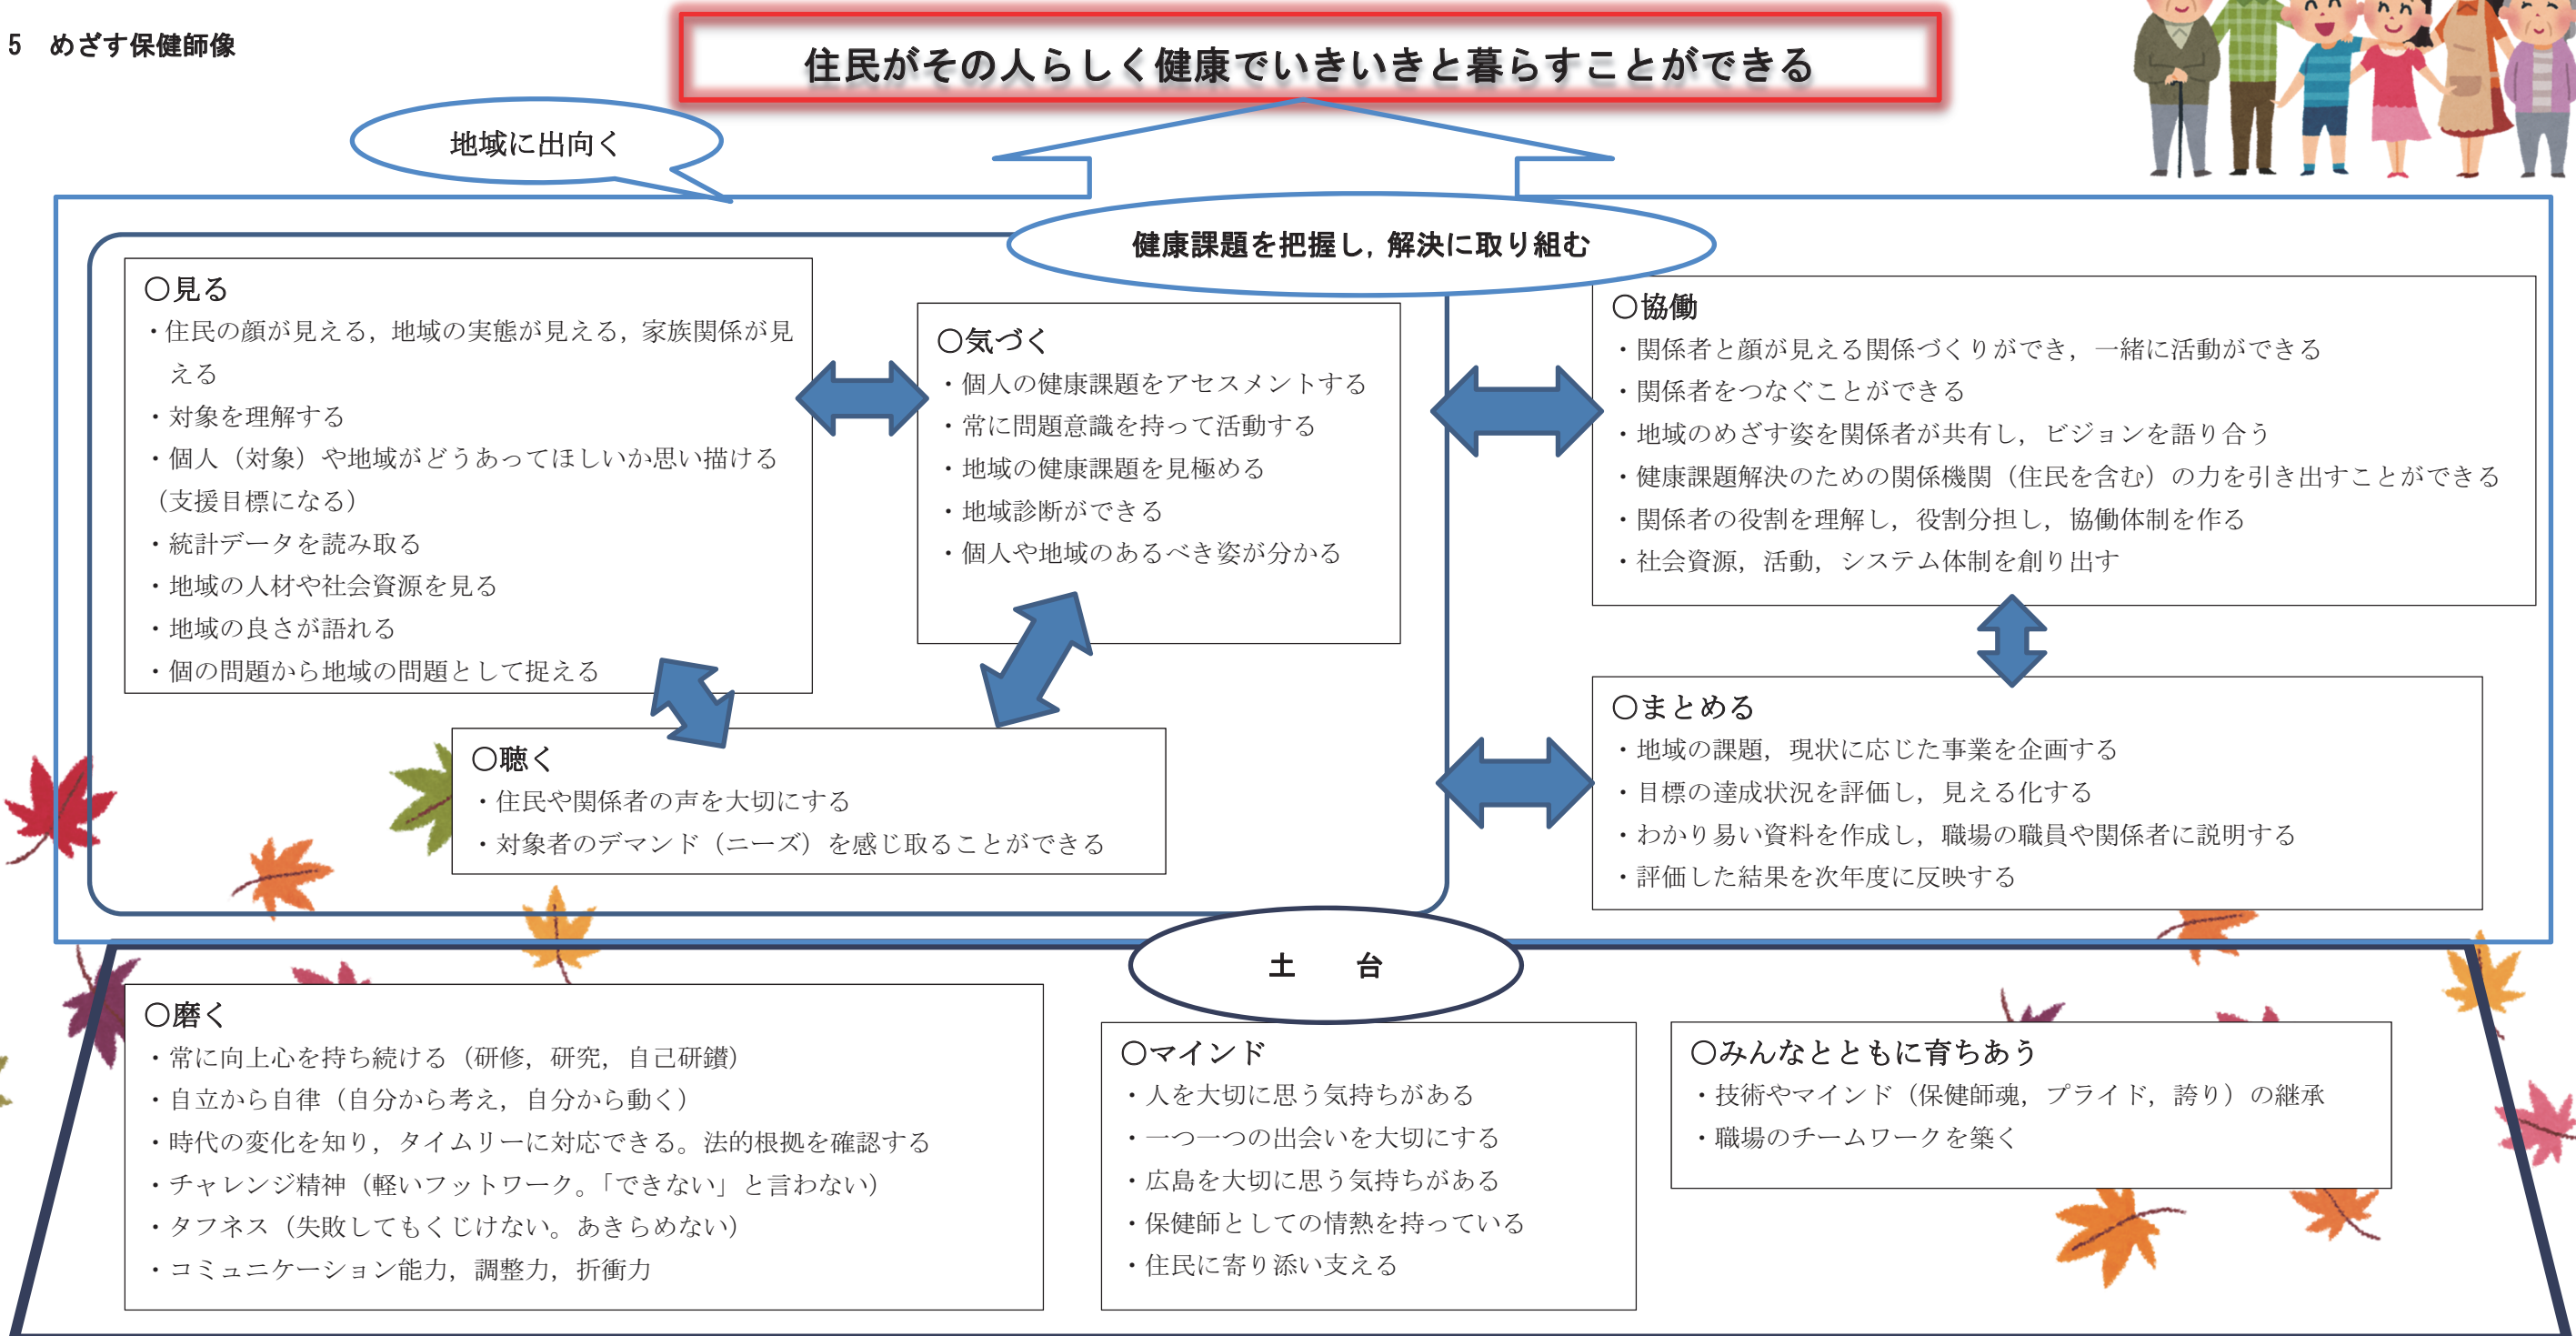 5　めざす保健師像
住民がその人らしく健康でいきいきと暮らすことができる
地域に出向く
健康課題を把握し，解決に取り組む
○見る
・住民の顔が見える，地域の実態が見える，家族関係が見
える
・対象を理解する
・個人（対象）や地域がどうあってほしいか思い描ける
（支援目標になる）
・統計データを読み取る
・地域の人材や社会資源を見る
・地域の良さが語れる
・個の問題から地域の問題として捉える
○気づく
・個人の健康課題をアセスメントする
・常に問題意識を持って活動する
・地域の健康課題を見極める
・地域診断ができる
・個人や地域のあるべき姿が分かる
○聴く
・住民や関係者の声を大切にする
・対象者のデマンド（ニーズ）を感じ取ることができる
○協働
・関係者と顔が見える関係づくりができ，一緒に活動ができる
・関係者をつなぐことができる
・地域のめざす姿を関係者が共有し，ビジョンを語り合う
・健康課題解決のための関係機関（住民を含む）の力を引き出すことができる
・関係者の役割を理解し，役割分担し，協働体制を作る
・社会資源，活動，システム体制を創り出す
○まとめる
・地域の課題，現状に応じた事業を企画する
・目標の達成状況を評価し，見える化する
・わかり易い資料を作成し，職場の職員や関係者に説明する
・評価した結果を次年度に反映する
土　台
○磨く
・常に向上心を持ち続ける（研修，研究，自己研鑚）
・自立から自律（自分から考え，自分から動く）
・時代の変化を知り，タイムリーに対応できる。法的根拠を確認する
・チャレンジ精神（軽いフットワーク。「できない」と言わない）
・タフネス（失敗してもくじけない。あきらめない）
・コミュニケーション能力，調整力，折衝力
○マインド
・人を大切に思う気持ちがある
・一つ一つの出会いを大切にする
・広島を大切に思う気持ちがある
・保健師としての情熱を持っている
・住民に寄り添い支える
○みんなとともに育ちあう
・技術やマインド（保健師魂，プライド，誇り）の継承
・職場のチームワークを築く